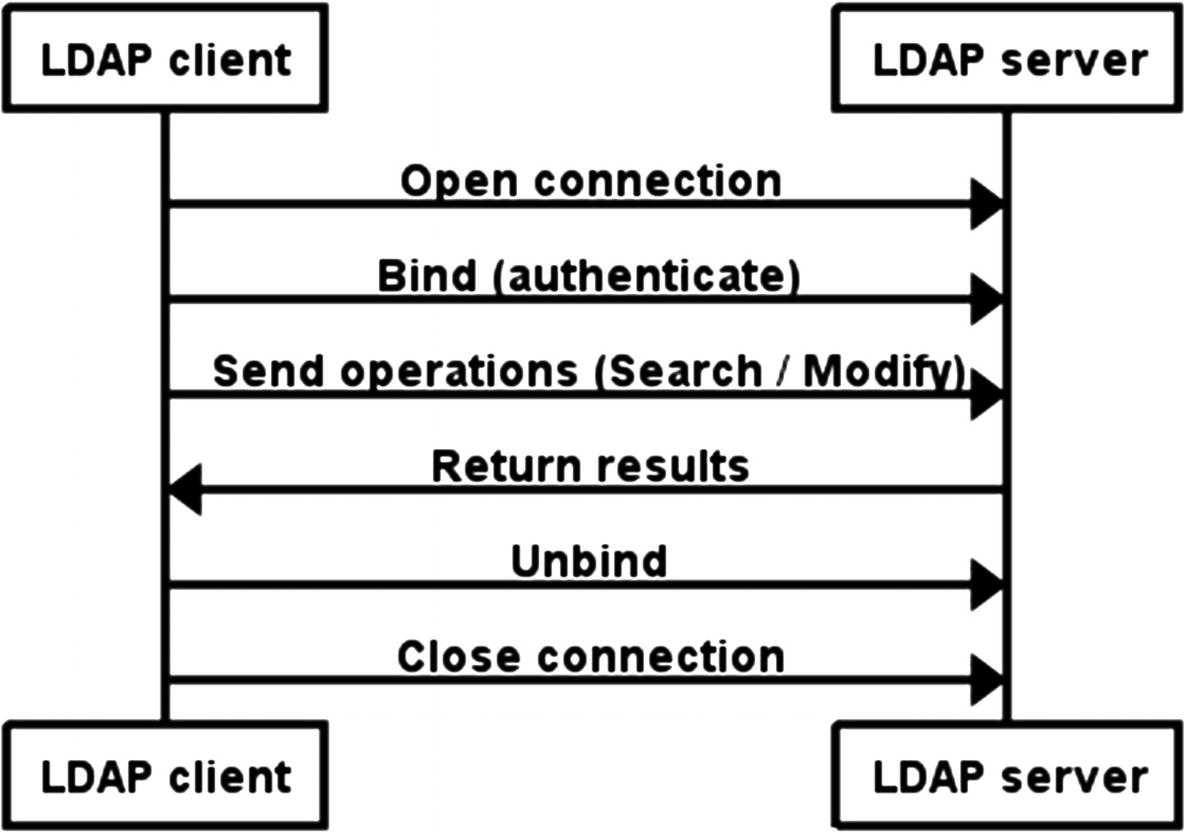 LDAP client
LDAP server
Open connection
Bind (authenticate)
Send operations (Search / Modify)
Return results
Unbind
Close connection
LDAP client
LDAP server